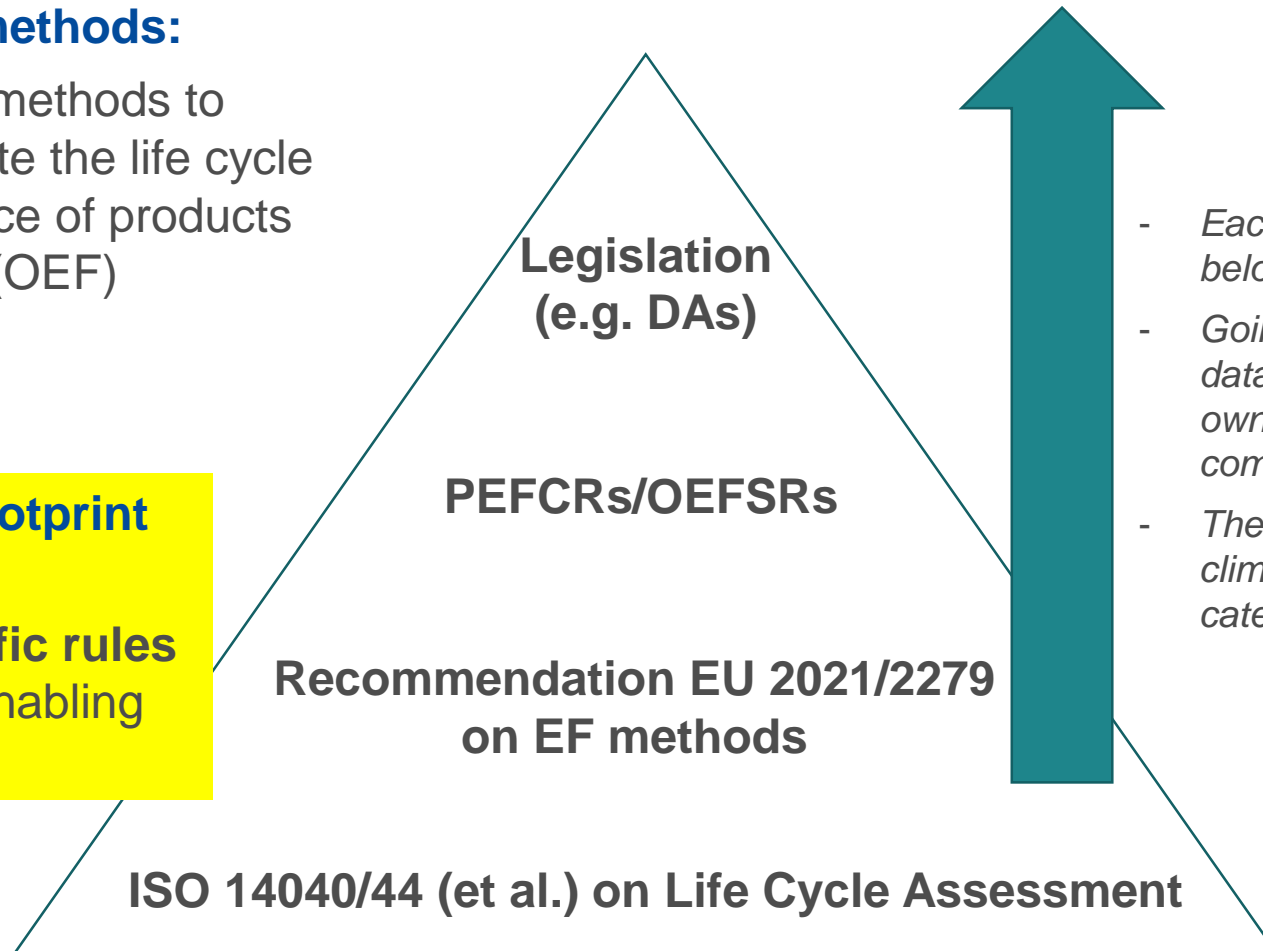 methods:
methods to
te the life cycle
ce of products
(OEF)
otprint
fic rules
nabling
Legislation
(e.g. DAs)
PEFCRs/OEFSRs
Recommendation EU 2021/2279
on EF methods
ISO 14040/44 (et al.) on Life Cycle Assessment
- Eac
belo
- Goi
data
own
com
- The
clim
cate